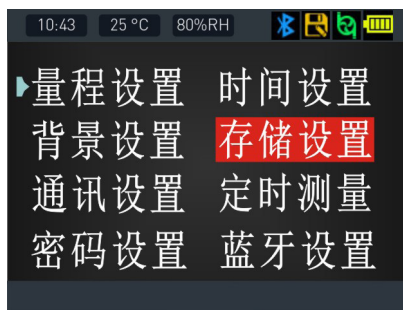 10:43 25 °C 80%RH
量程设置 时间设置
背景设置 存储设置
通讯设置 定时测量
密码设置 蓝牙设置